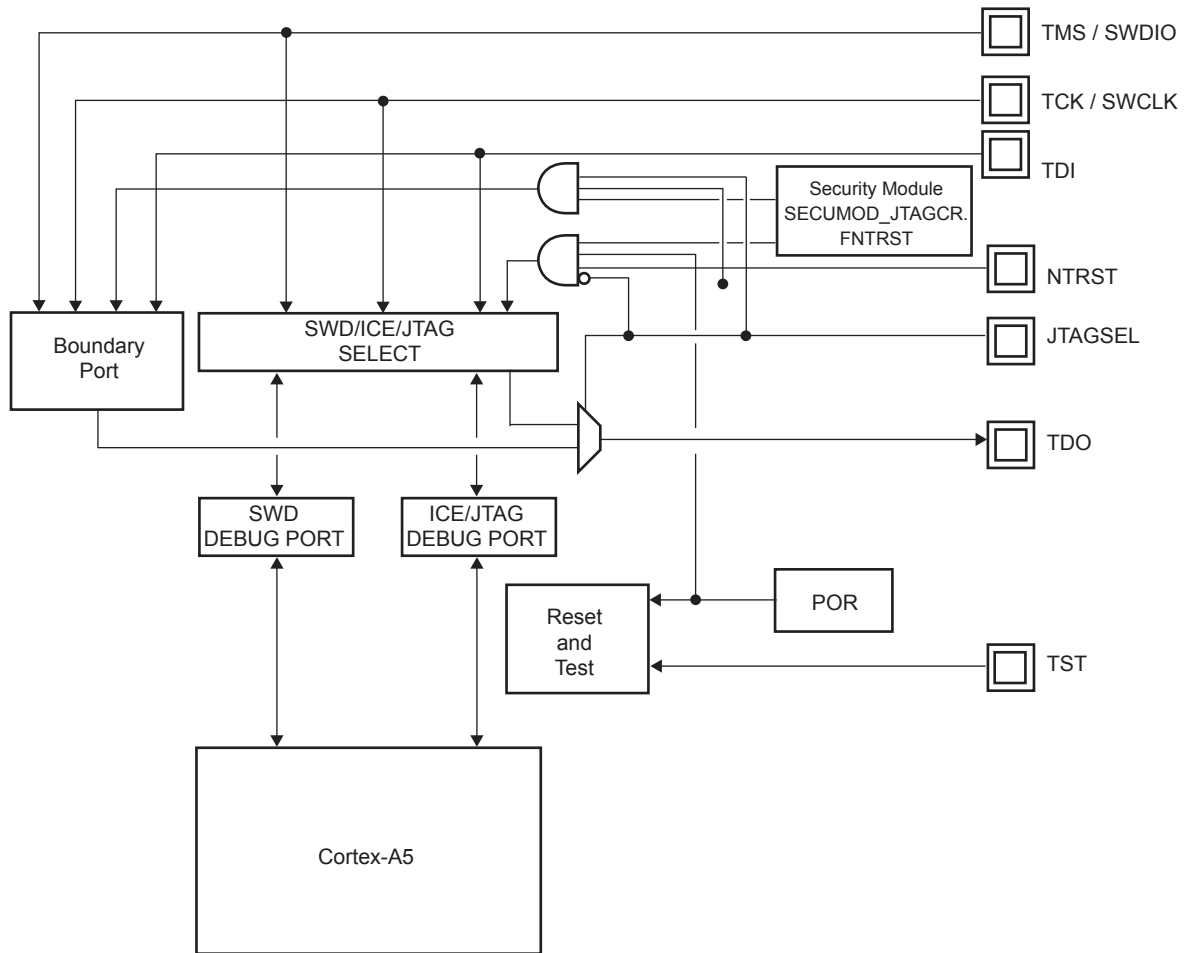 TMS / SWDIO
TCK / SWCLK
TDI
Security Module
SECUMOD_JTAGCR.
FNTRST
NTRST
JTAGSEL
Boundary
Port
SWD/ICE/JTAG
SELECT
TDO
SWD
DEBUG PORT
ICE/JTAG
DEBUG PORT
Reset
and
Test
POR
TST
Cortex-A5